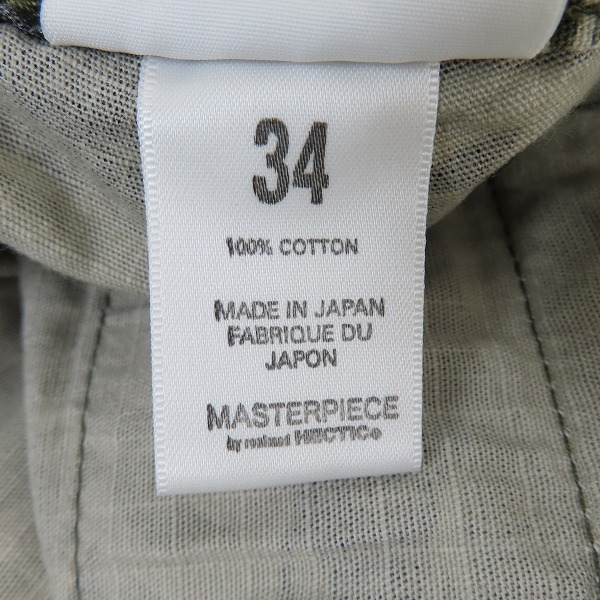 34
100% COTTON
MADE IN JAPAN
FABRIQUE DU
JAPON
MASTERPIECE
by realmad HECTIC